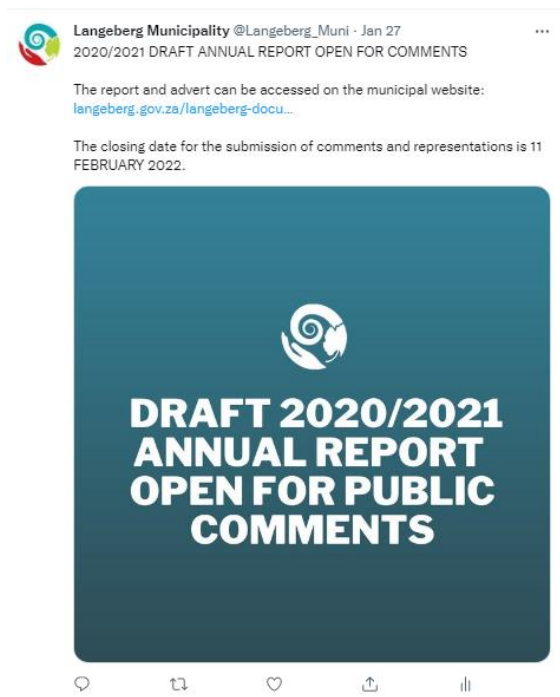 Langeberg Municipality @Langeberg_Muni · Jan 27
2020/2021 DRAFT ANNUAL REPORT OPEN FOR COMMENTS
The report and advert can be accessed on the municipal website:
langeberg.gov.za/langeberg-docu...
The closing date for the submission of comments and representations is 11
FEBRUARY 2022.
DRAFT 2020/2021
ANNUAL REPORT
OPEN FOR PUBLIC
COMMENTS